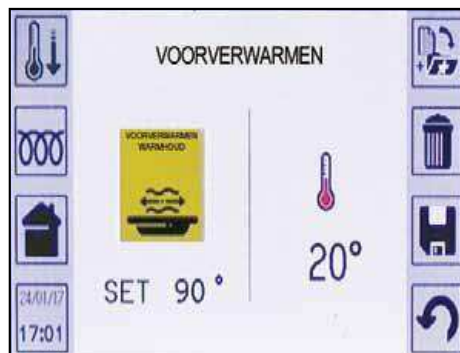 VOORVERWARMEN
VOORVERWARMEN
WARMHOUD
SET 90°
20°
24/01/17
17:01